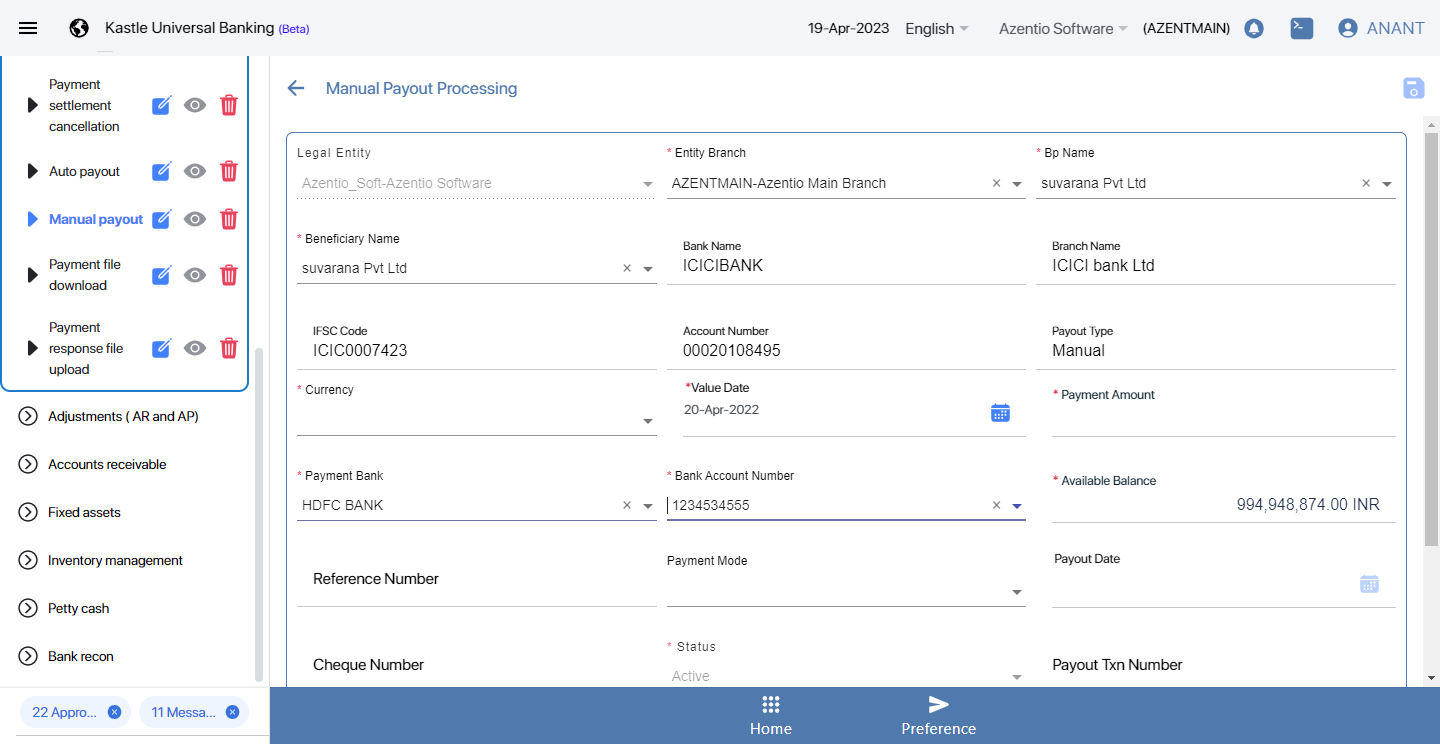 Kastle Universal Banking (Beta)
19-Apr-2023
English
Azentio Software
(AZENTMAIN)
ANANT
Payment
settlement
cancellation
Auto payout
Manual payout
Payment file
download
Payment
response file
upload
Adjustments ( AR and AP)
Accounts receivable
Fixed assets
Inventory management
Petty cash
Bank recon
22 Appro...
11 Messa...
Manual Payout Processing
Legal Entity
Azentio_Soft-Azentio Software
* Entity Branch
AZENTMAIN-Azentio Main Branch
* Bp Name
suvarana Pvt Ltd
* Beneficiary Name
suvarana Pvt Ltd
Bank Name
ICICIBANK
Branch Name
ICICI bank Ltd
IFSC Code
ICIC0007423
Account Number
00020108495
Payout Type
Manual
* Currency
*Value Date
20-Apr-2022
* Payment Amount
* Payment Bank
HDFC BANK
* Bank Account Number
1234534555
* Available Balance
994,948,874.00 INR
Reference Number
Payment Mode
Payout Date
Cheque Number
* Status
Active
Payout Txn Number
Home
Preference